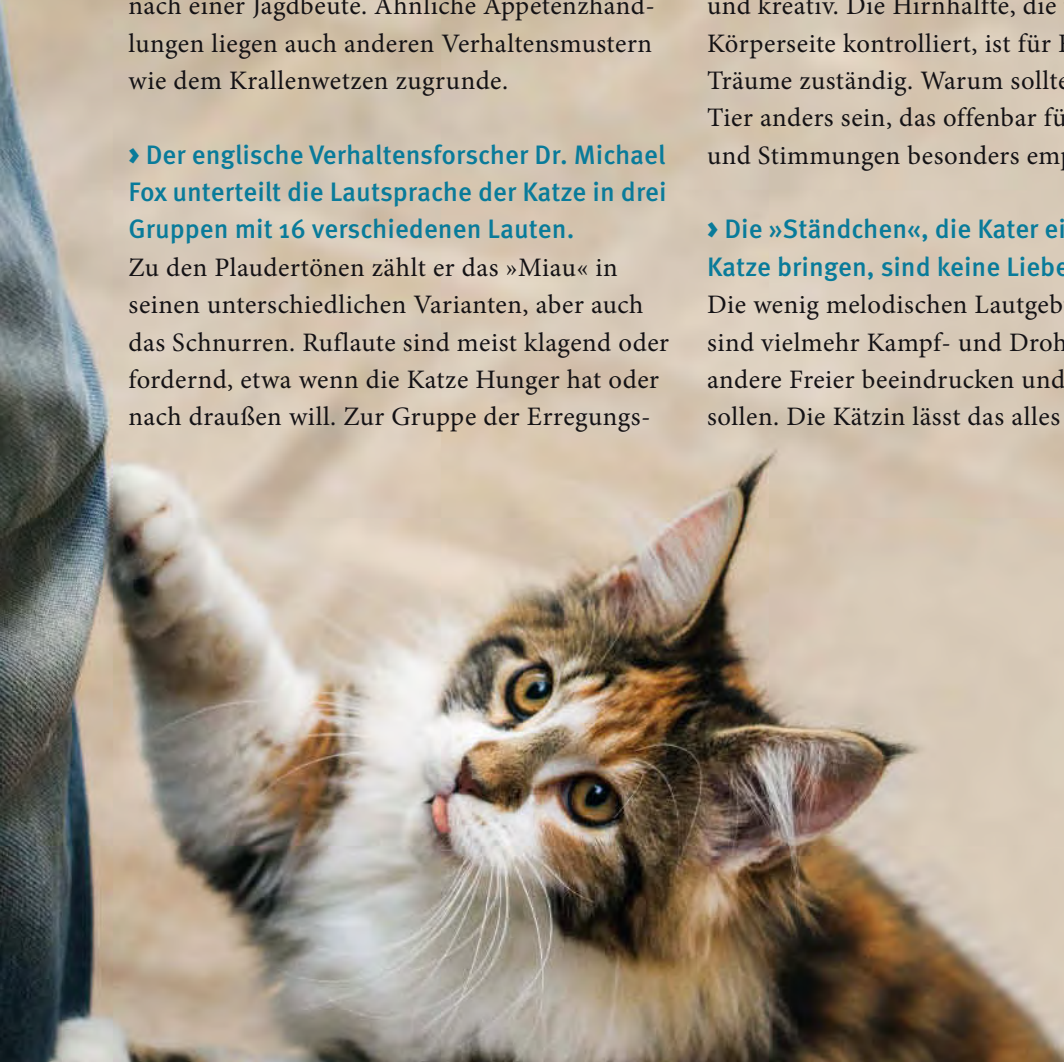 nach einer Jagdbeute. Ähnliche Appetenzhand-
lungen liegen auch anderen Verhaltensmustern
wie dem Krallenwetzen zugrunde.
› Der englische Verhaltensforscher Dr. Michael
Fox unterteilt die Lautsprache der Katze in drei
Gruppen mit 16 verschiedenen Lauten.
Zu den Plaudertönen zählt er das »Miau« in
seinen unterschiedlichen Varianten, aber auch
das Schnurren. Ruflaute sind meist klagend oder
fordernd, etwa wenn die Katze Hunger hat oder
nach draußen will. Zur Gruppe der Erregungs-
und kreativ. Die Hirnhälfte, die
Körperseite kontrolliert, ist für
Träume zuständig. Warum sollte
Tier anders sein, das offenbar fü
und Stimmungen besonders emp
› Die »Ständchen«, die Kater ei
Katze bringen, sind keine Liebe
Die wenig melodischen Lautgeb
sind vielmehr Kampf- und Droh
andere Freier beeindrucken und
sollen. Die Kätzin lässt das alles